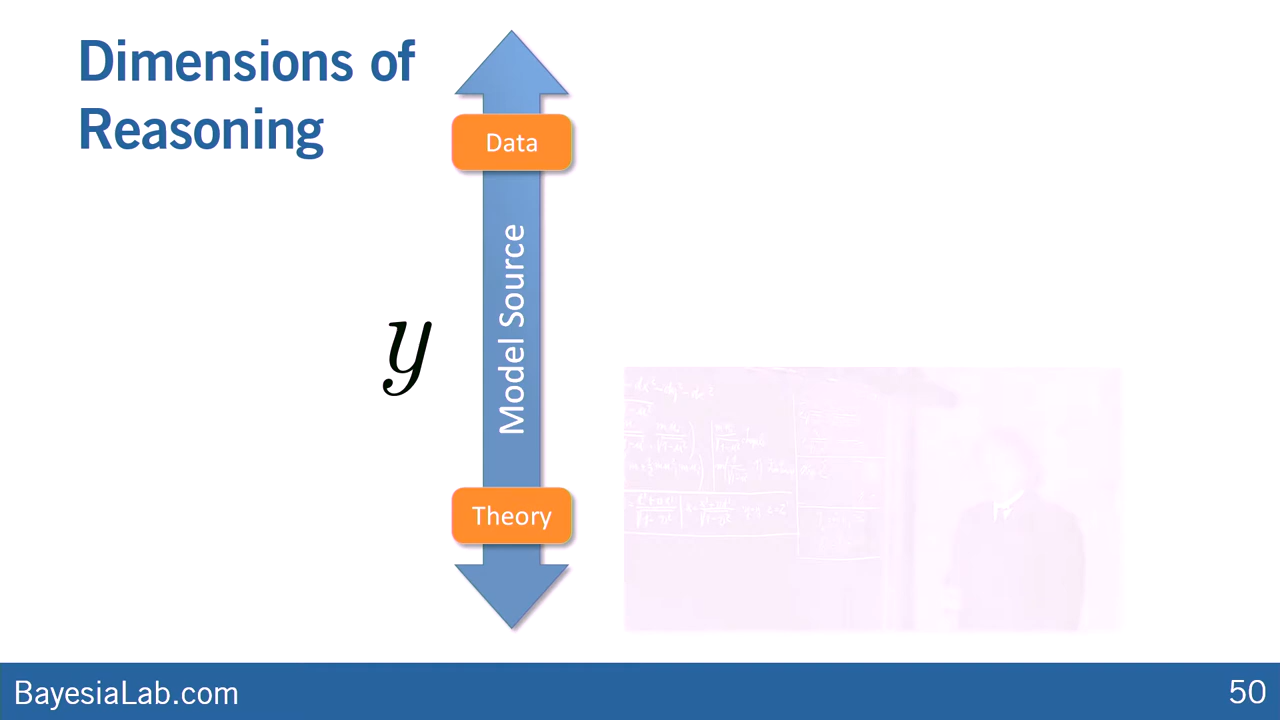 Dimensions of
Reasoning
Data
Model Source
y
Theory
BayesiaLab.com
50